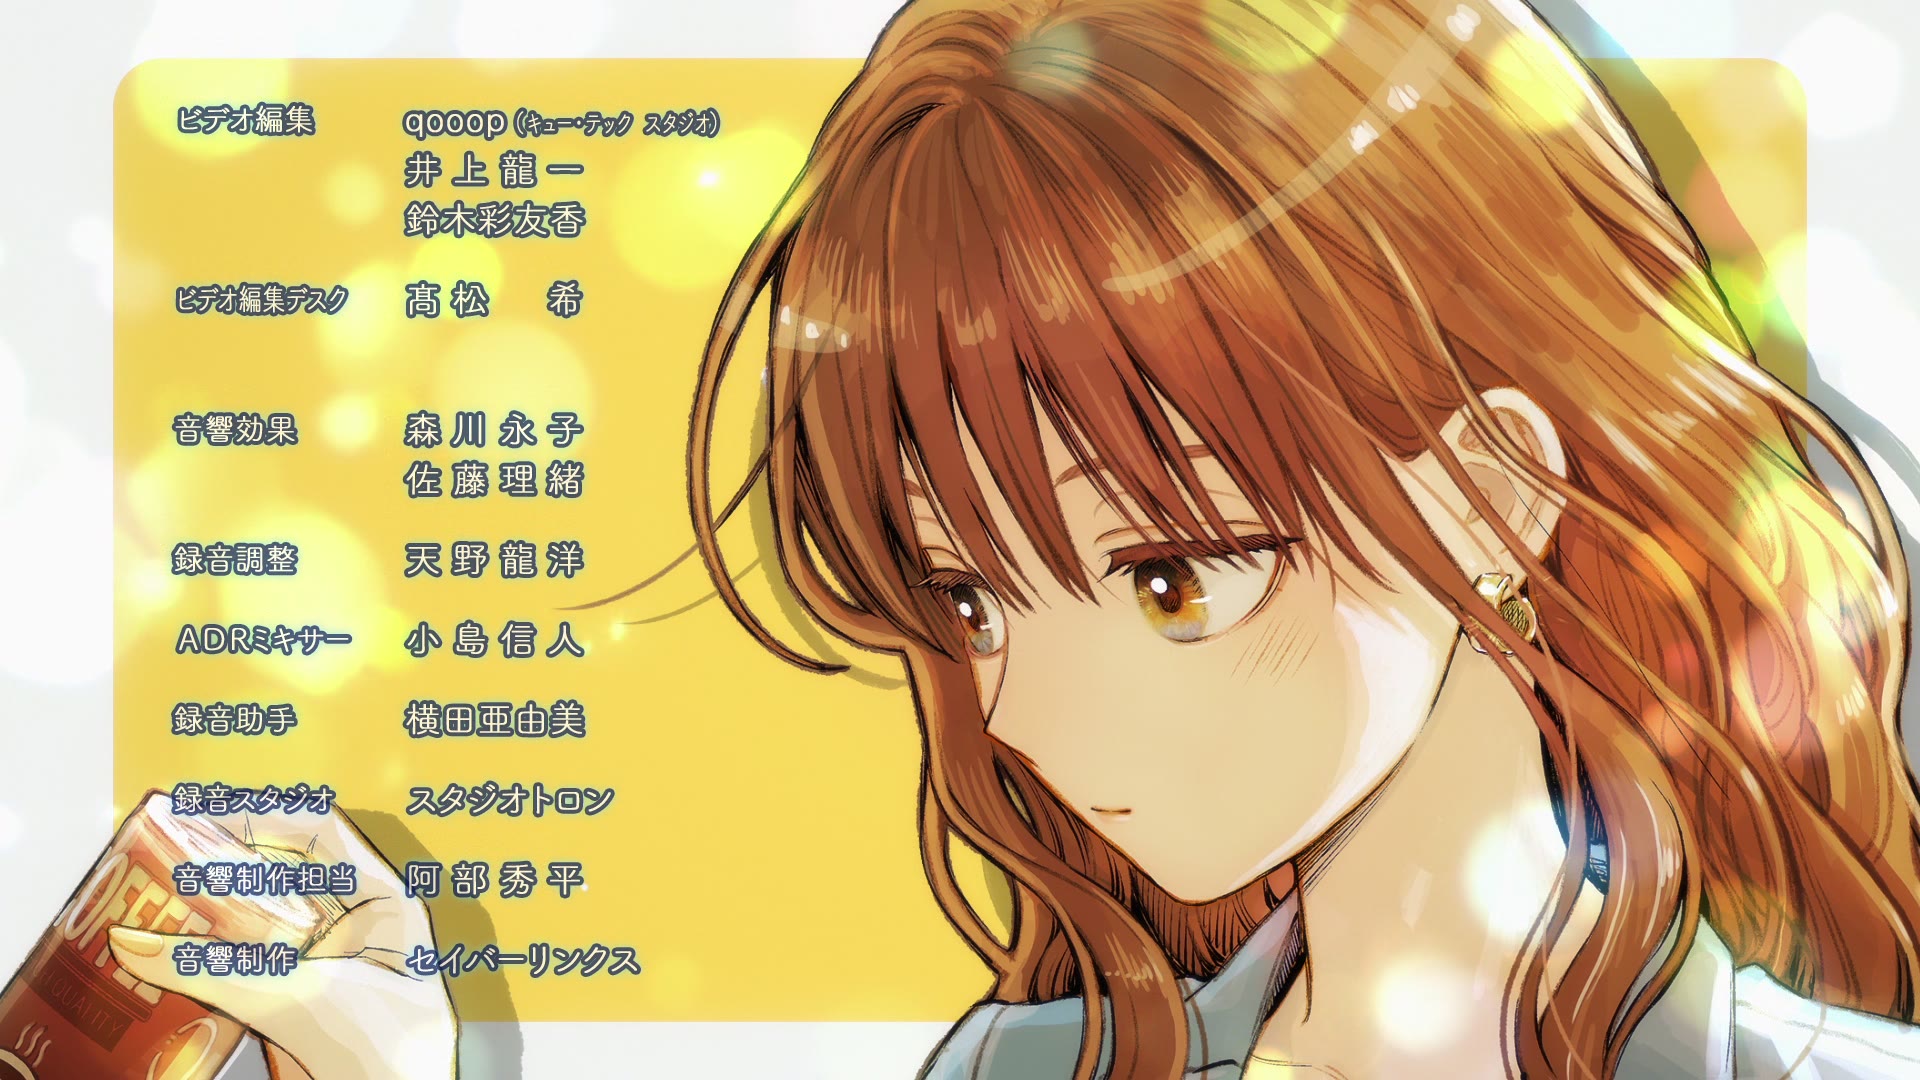 ビデオ編集 qooop(キュー・テック スタジオ)
井上龍一
鈴木彩友香
ビデオ編集デスク 髙松 希
音響効果 森川永子
佐藤理緒
録音調整 天野龍洋
ADRミキサー 小島信人
録音助手 横田亜由美
録音スタジオ スタジオトロン
音響制作担当 阿部秀平
音響制作 セイバーリンクス
COFFEE
QUALITY